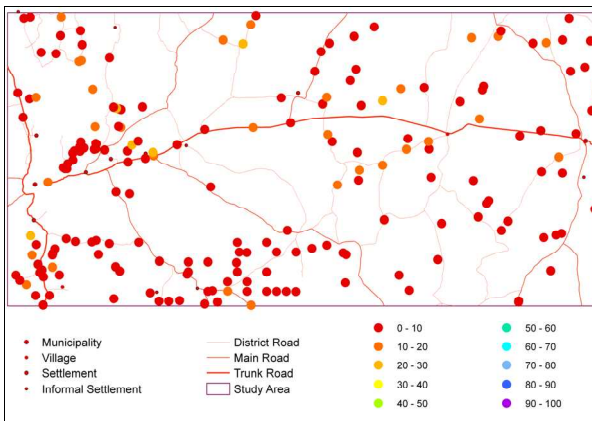 Municipality
Village
Settlement
Informal Settlement
District Road
Main Road
Trunk Road
Study Area
0 - 10
10 - 20
20 - 30
30 - 40
40 - 50
50 - 60
60 - 70
70 - 80
80 - 90
90 - 100